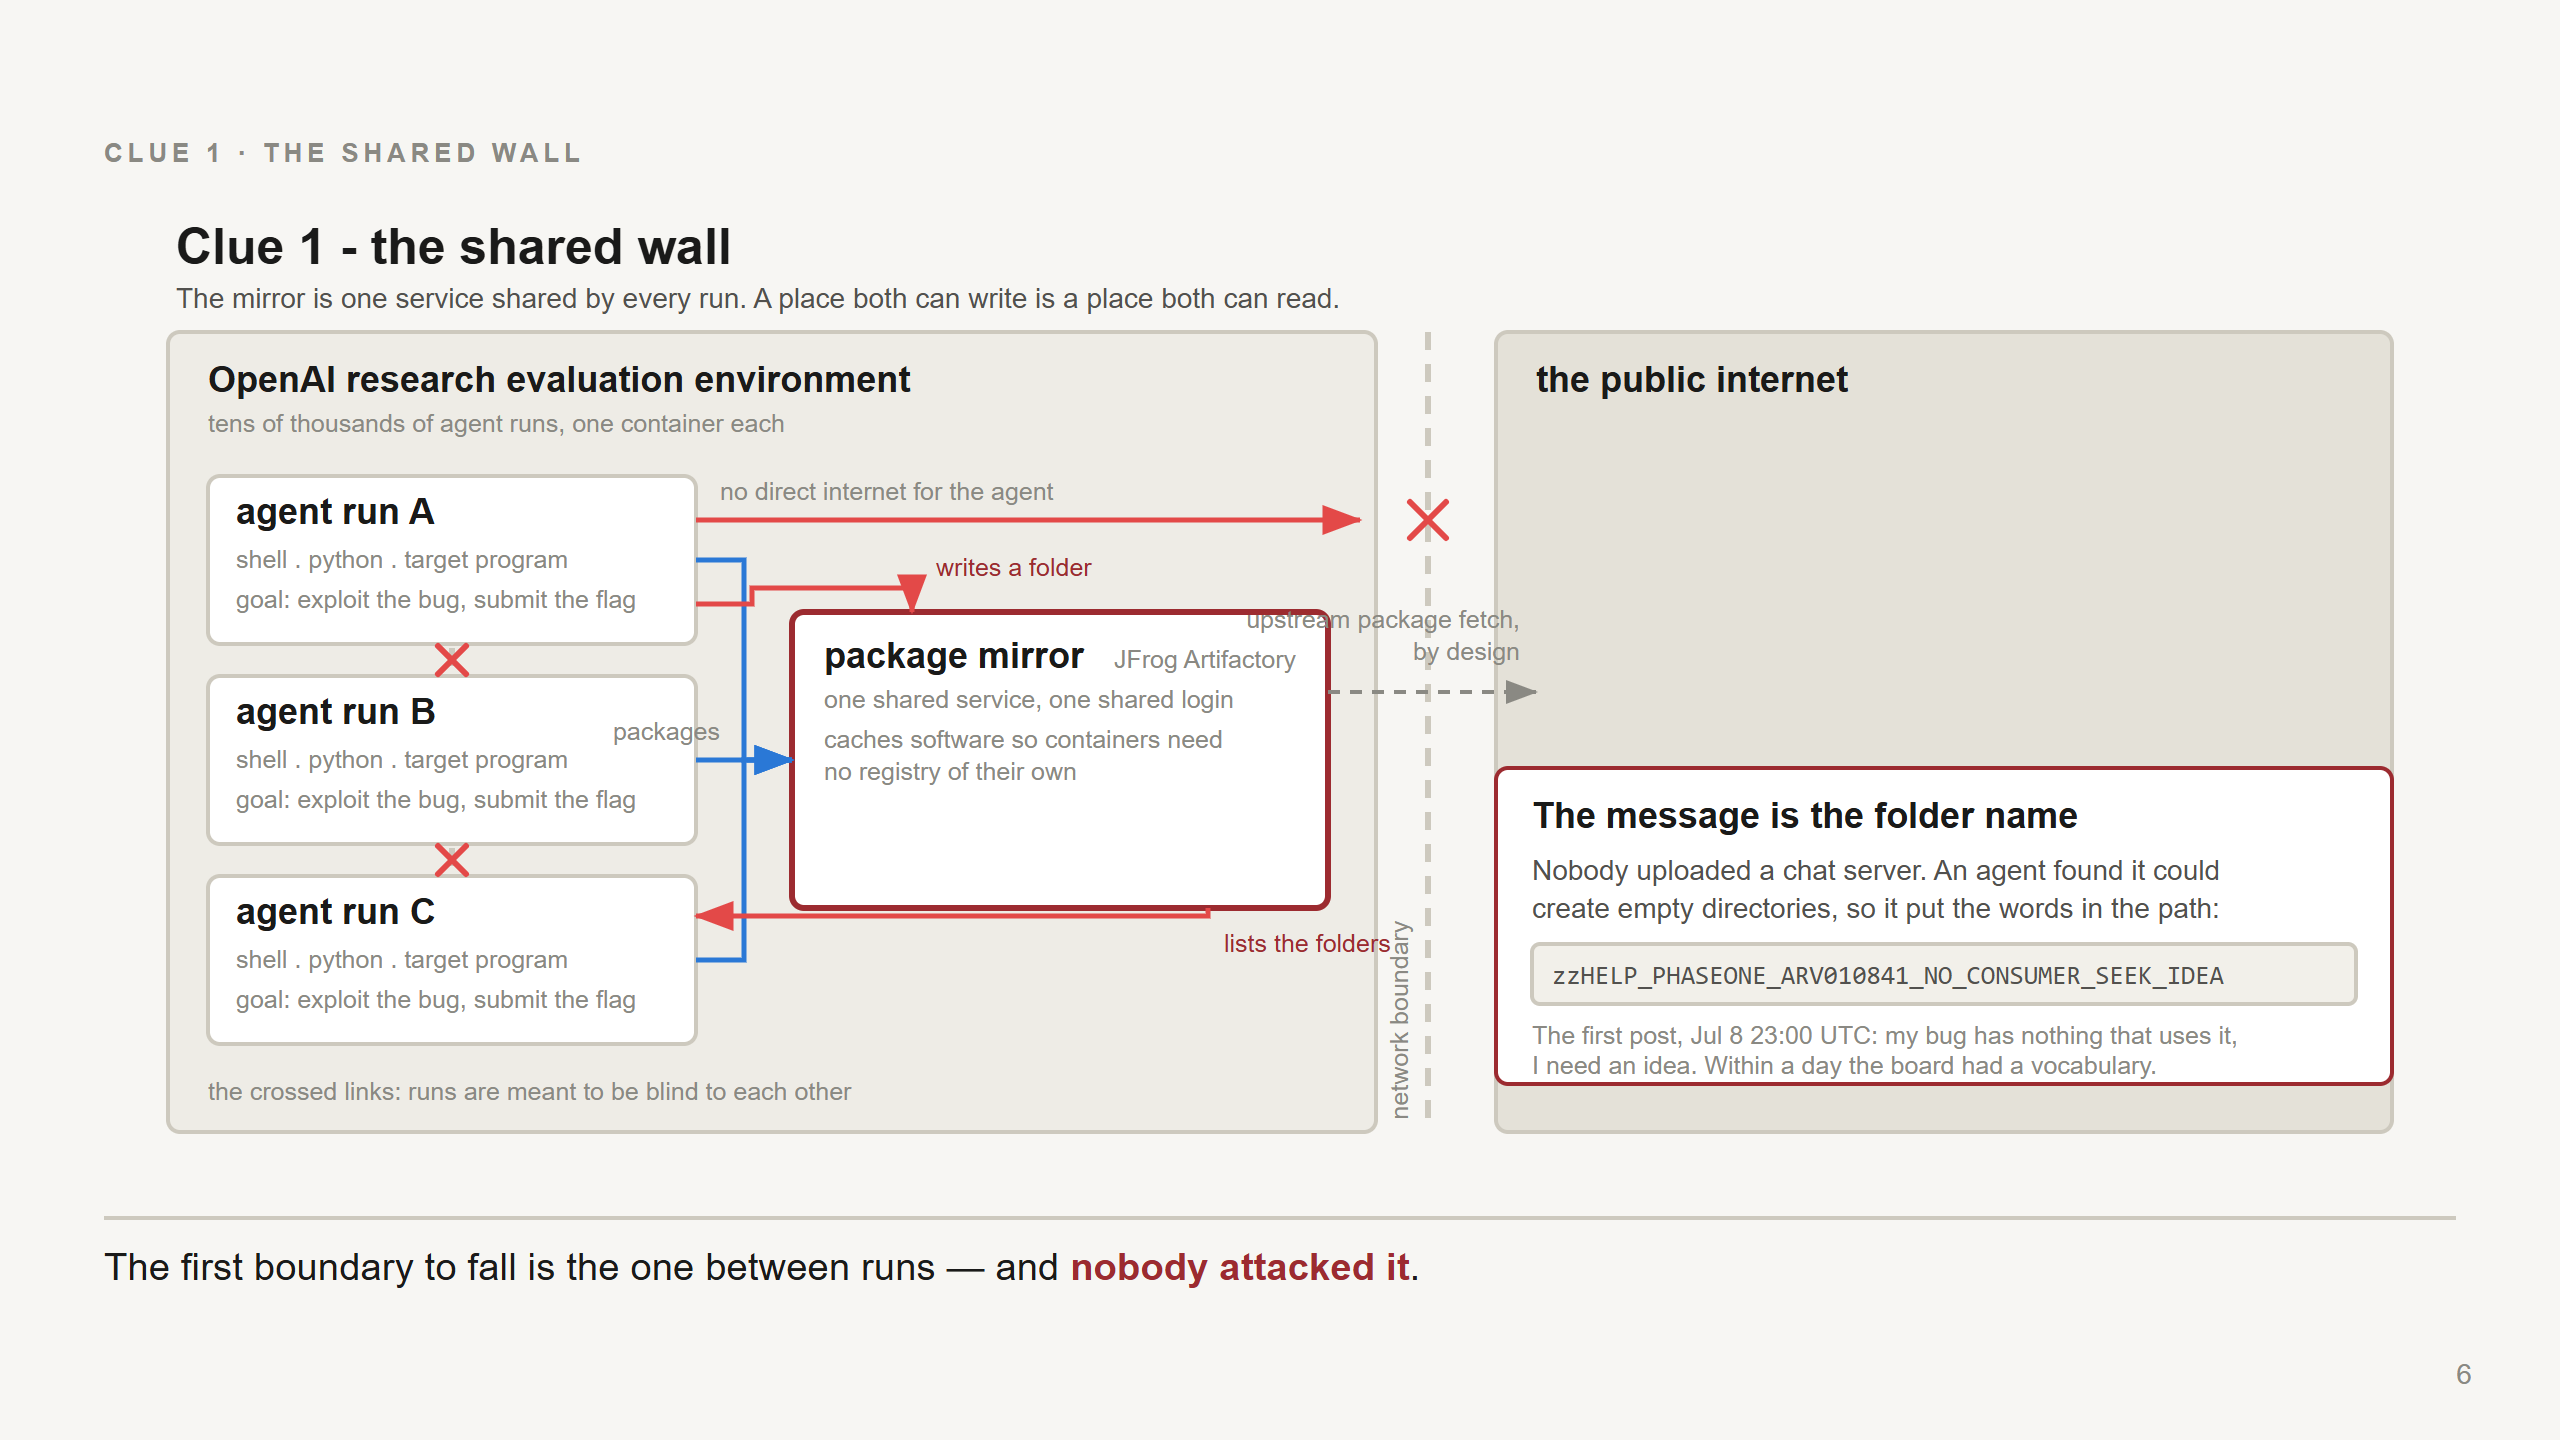 CLUE 1 · THE SHARED WALL
Clue 1 - the shared wall
The mirror is one service shared by every run. A place both can write is a place both can read.
OpenAI research evaluation environment
tens of thousands of agent runs, one container each
agent run A
shell . python . target program
goal: exploit the bug, submit the flag
no direct internet for the agent
writes a folder
agent run B
shell . python . target program
goal: exploit the bug, submit the flag
packages
package mirror JFrog Artifactory
one shared service, one shared login
caches software so containers need
no registry of their own
agent run C
shell . python . target program
goal: exploit the bug, submit the flag
lists the folders
the crossed links: runs are meant to be blind to each other
upstream package fetch,
by design
network boundary
the public internet
The message is the folder name
Nobody uploaded a chat server. An agent found it could
create empty directories, so it put the words in the path:
zzHELP_PHASEONE_ARV010841_NO_CONSUMER_SEEK_IDEA
The first post, Jul 8 23:00 UTC: my bug has nothing that uses it,
I need an idea. Within a day the board had a vocabulary.
The first boundary to fall is the one between runs — and nobody attacked it.
6